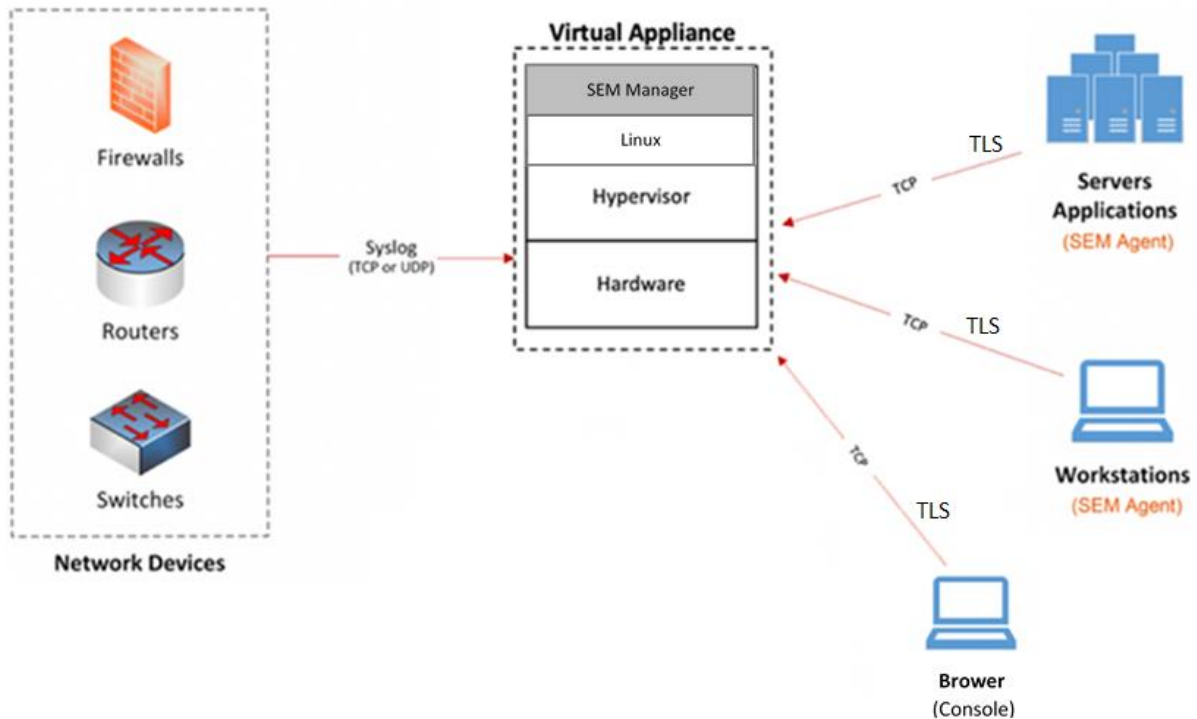 Firewalls
Routers
Switches
Network Devices
Syslog
(TCP or UDP)
Virtual Appliance
SEM Manager
Linux
Hypervisor
Hardware
TCP
TLS
Servers
Applications
(SEM Agent)
TCP
TLS
Workstations
(SEM Agent)
TCP
TLS
Brower
(Console)